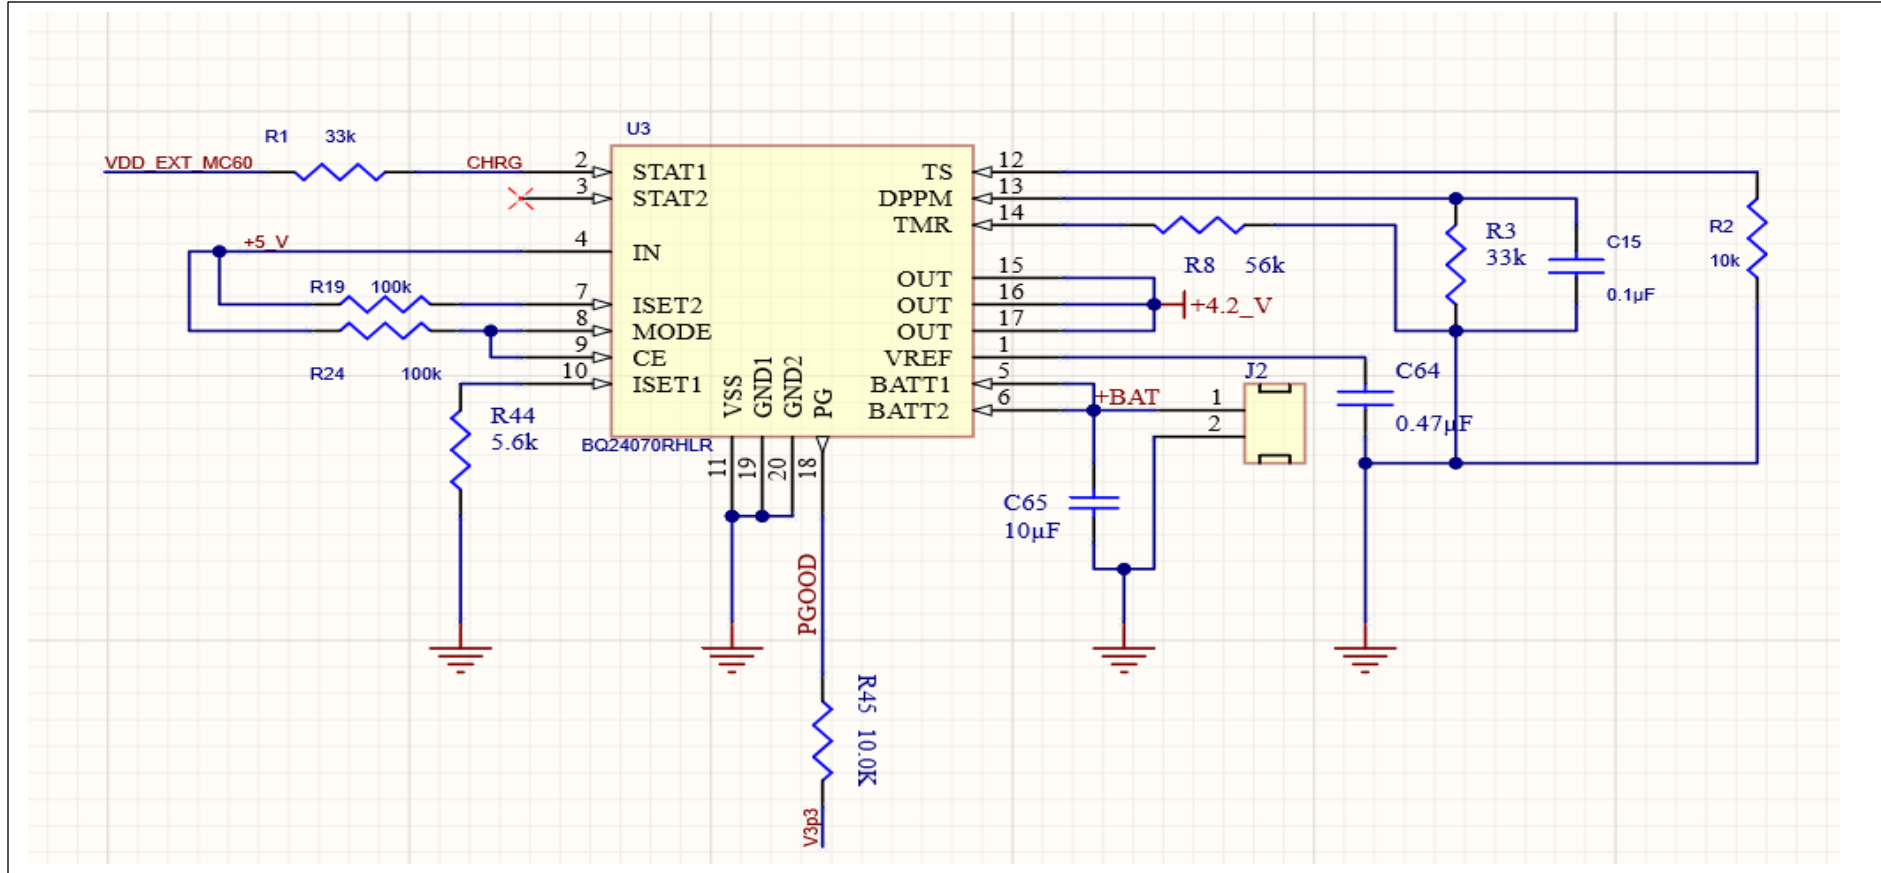 U3
R1 33k
VDD_EXT_MC60
CHRG
2 STAT1
3 STAT2
+5_V
4 IN
R19 100k
7 ISET2
8 MODE
9 CE
R24 100k
10 ISET1
R44
5.6k
BQ24070RHLR
VSS
GND1
GND2
PG
11
19
20
18
PGOOD
R45 10.0K
V3p3
TS 12
DPPM 13
TMR 14
R8 56k
OUT 15
OUT 16
OUT 17
+4.2_V
VREF 1
BATT1 5
BATT2 6
+BAT
J2
1
2
C65
10µF
C64
0.47µF
R3
33k
C15
0.1µF
R2
10k